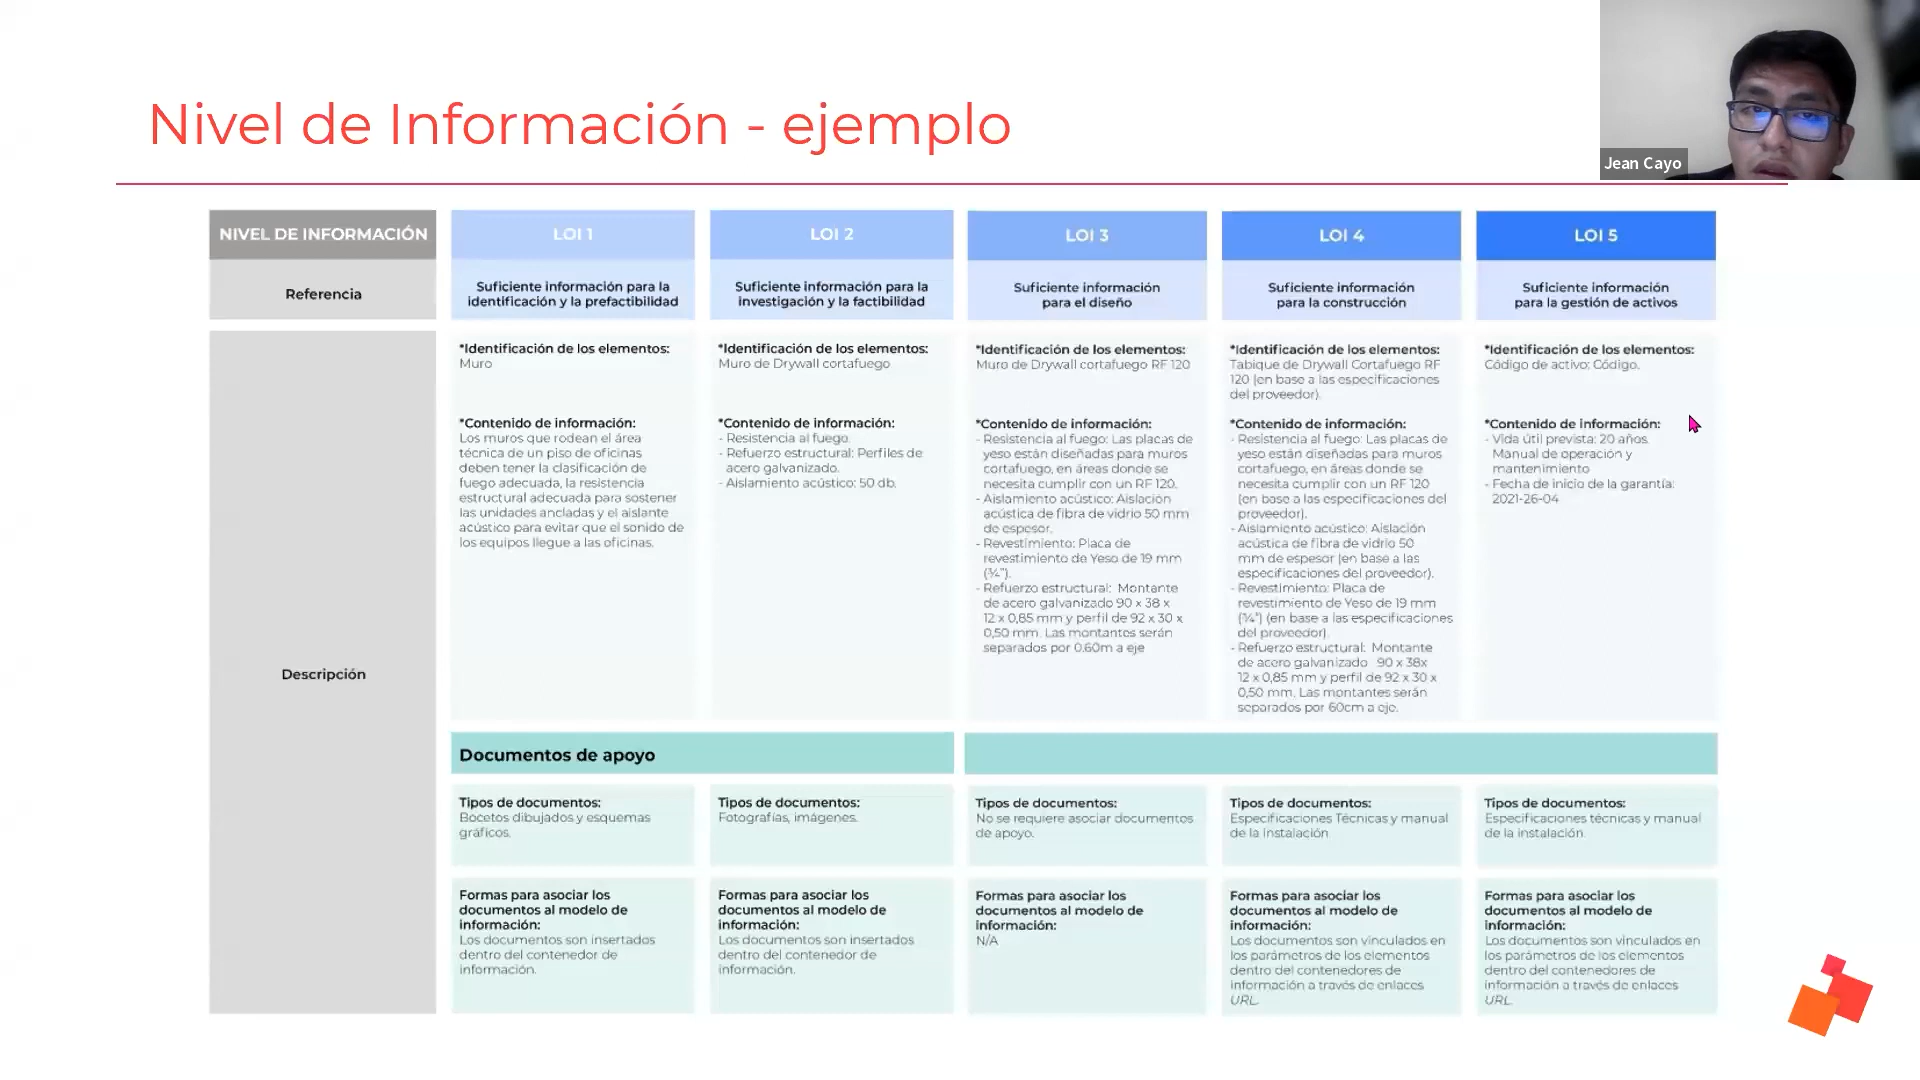 Nivel de Información - ejemplo
Jean Cayo
NIVEL DE INFORMACIÓN
LOI 1
LOI 2
LOI 3
LOI 4
LOI 5
Referencia
Suficiente información para la
identificación y la prefactibilidad
Suficiente información para la
investigación y la factibilidad
Suficiente información
para el diseño
Suficiente información
para la construcción
Suficiente información
para la gestión de activos
Descripción
*Identificación de los elementos:
Muro
*Contenido de información:
Los muros que rodean el área
técnica de un piso de oficinas
deben tener la clasificación de
fuego adecuada, la resistencia
estructural adecuada para sostener
las unidades ancladas y el aislante
acústico para evitar que el sonido de
los equipos llegue a las oficinas.
*Identificación de los elementos:
Muro de Drywall cortafuego
*Contenido de información:
- Resistencia al fuego.
- Refuerzo estructural: Perfiles de
acero galvanizado.
- Aislamiento acústico: 50 db.
*Identificación de los elementos:
Muro de Drywall cortafuego RF 120
*Contenido de información:
- Resistencia al fuego: Las placas de
yeso están diseñadas para muros
cortafuego, en áreas donde se
necesita cumplir con un RF 120.
- Aislamiento acústico: Aislación
acústica de fibra de vidrio 50 mm
de espesor.
- Revestimiento: Placa de
revestimiento de Yeso de 19 mm
(¾").
- Refuerzo estructural: Montante
de acero galvanizado 90 x 38 x
12 x 0,85 mm y perfil de 92 x 30 x
0,50 mm. Las montantes serán
separados por 0.60m a eje
*Identificación de los elementos:
Tabique de Drywall Cortafuego RF
120 (en base a las especificaciones
del proveedor).
*Contenido de información:
- Resistencia al fuego: Las placas de
yeso están diseñadas para muros
cortafuego, en áreas donde se
necesita cumplir con un RF 120
(en base a las especificaciones del
proveedor).
- Aislamiento acústico: Aislación
acústica de fibra de vidrio 50
mm de espesor (en base a las
especificaciones del proveedor).
- Revestimiento: Placa de
revestimiento de Yeso de 19 mm
(¾") (en base a las especificaciones
del proveedor).
- Refuerzo estructural: Montante
de acero galvanizado 90 x 38x
12 x 0,85 mm y perfil de 92 x 30 x
0,50 mm. Las montantes serán
separados por 60cm a eje.
*Identificación de los elementos:
Código de activo: Código.
*Contenido de información:
- Vida útil prevista: 20 años.
Manual de operación y
mantenimiento
- Fecha de inicio de la garantía:
2021-26-04
Documentos de apoyo
Tipos de documentos:
Bocetos dibujados y esquemas
gráficos.
Tipos de documentos:
Fotografías, imágenes.
Tipos de documentos:
No se requiere asociar documentos
de apoyo.
Tipos de documentos:
Especificaciones Técnicas y manual
de la instalación
Tipos de documentos:
Especificaciones técnicas y manual
de la instalación
Formas para asociar los
documentos al modelo de
información:
Los documentos son insertados
dentro del contenedor de
información.
Formas para asociar los
documentos al modelo de
información:
Los documentos son insertados
dentro del contenedor de
información.
Formas para asociar los
documentos al modelo de
información:
N/A
Formas para asociar los
documentos al modelo de
información:
Los documentos son vinculados en
los parámetros de los elementos
dentro del contenedores de
información a través de enlaces
URL.
Formas para asociar los
documentos al modelo de
información:
Los documentos son vinculados en
los parámetros de los elementos
dentro del contenedores de
información a través de enlaces
URL.